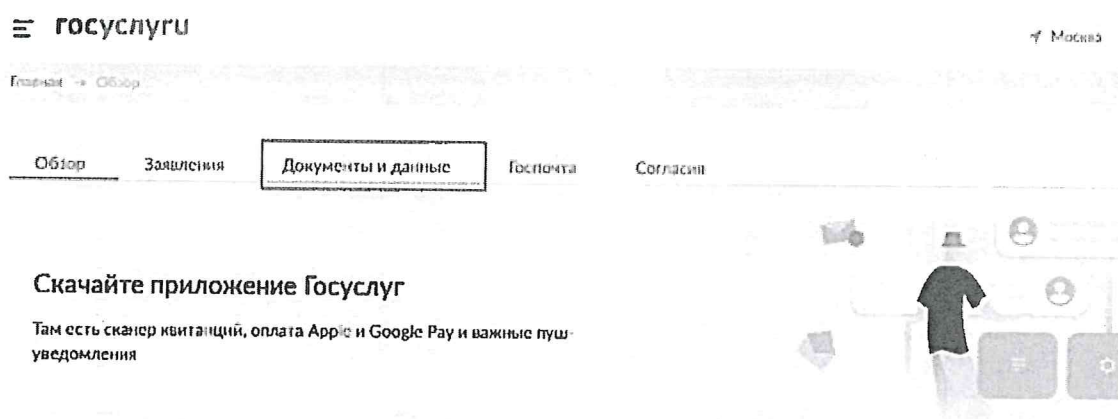 госуслуги
Москва
Главная → Обзор
Обзор Заявления Документы и данные Госпочта Согласия
Скачайте приложение Госуслуг
Там есть сканер квитанций, оплата Apple и Google Pay и важные пуш-
уведомления